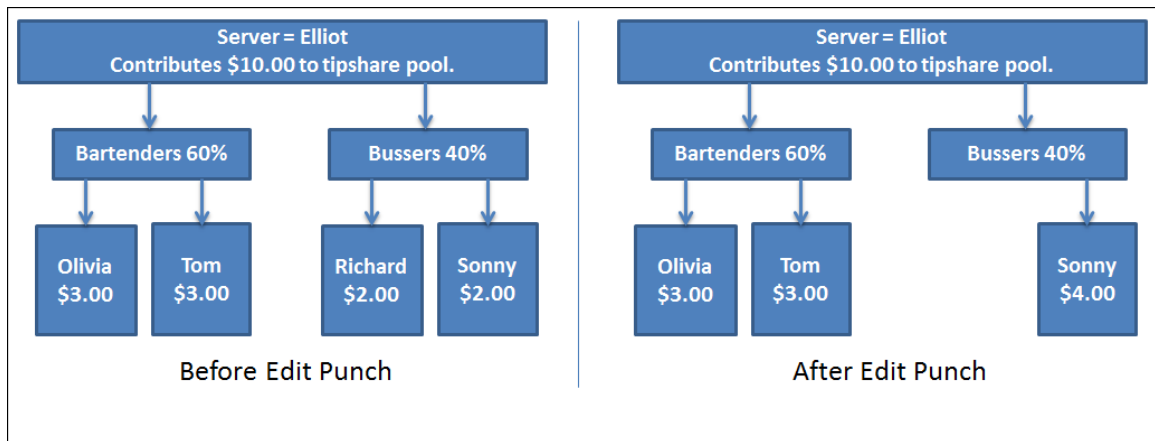 Server = Elliot
Contributes $10.00 to tipshare pool.
Bartenders 60%
Bussers 40%
Olivia
$3.00
Tom
$3.00
Richard
$2.00
Sonny
$2.00
Before Edit Punch
Server = Elliot
Contributes $10.00 to tipshare pool.
Bartenders 60%
Bussers 40%
Olivia
$3.00
Tom
$3.00
Sonny
$4.00
After Edit Punch